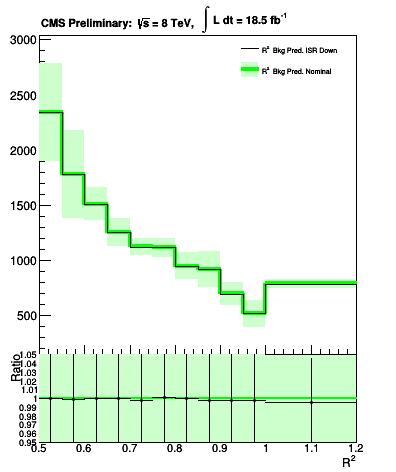 CMS Preliminary: √s = 8 TeV, ∫ L dt = 18.5 fb⁻¹
R² Bkg Pred. ISR Down
R² Bkg Pred. Nominal
3000
2500
2000
1500
1000
500
Ratio
1.05
1.04
1.03
1.02
1.01
1
0.99
0.98
0.97
0.96
0.95
0.5 0.6 0.7 0.8 0.9 1 1.1 1.2
R²